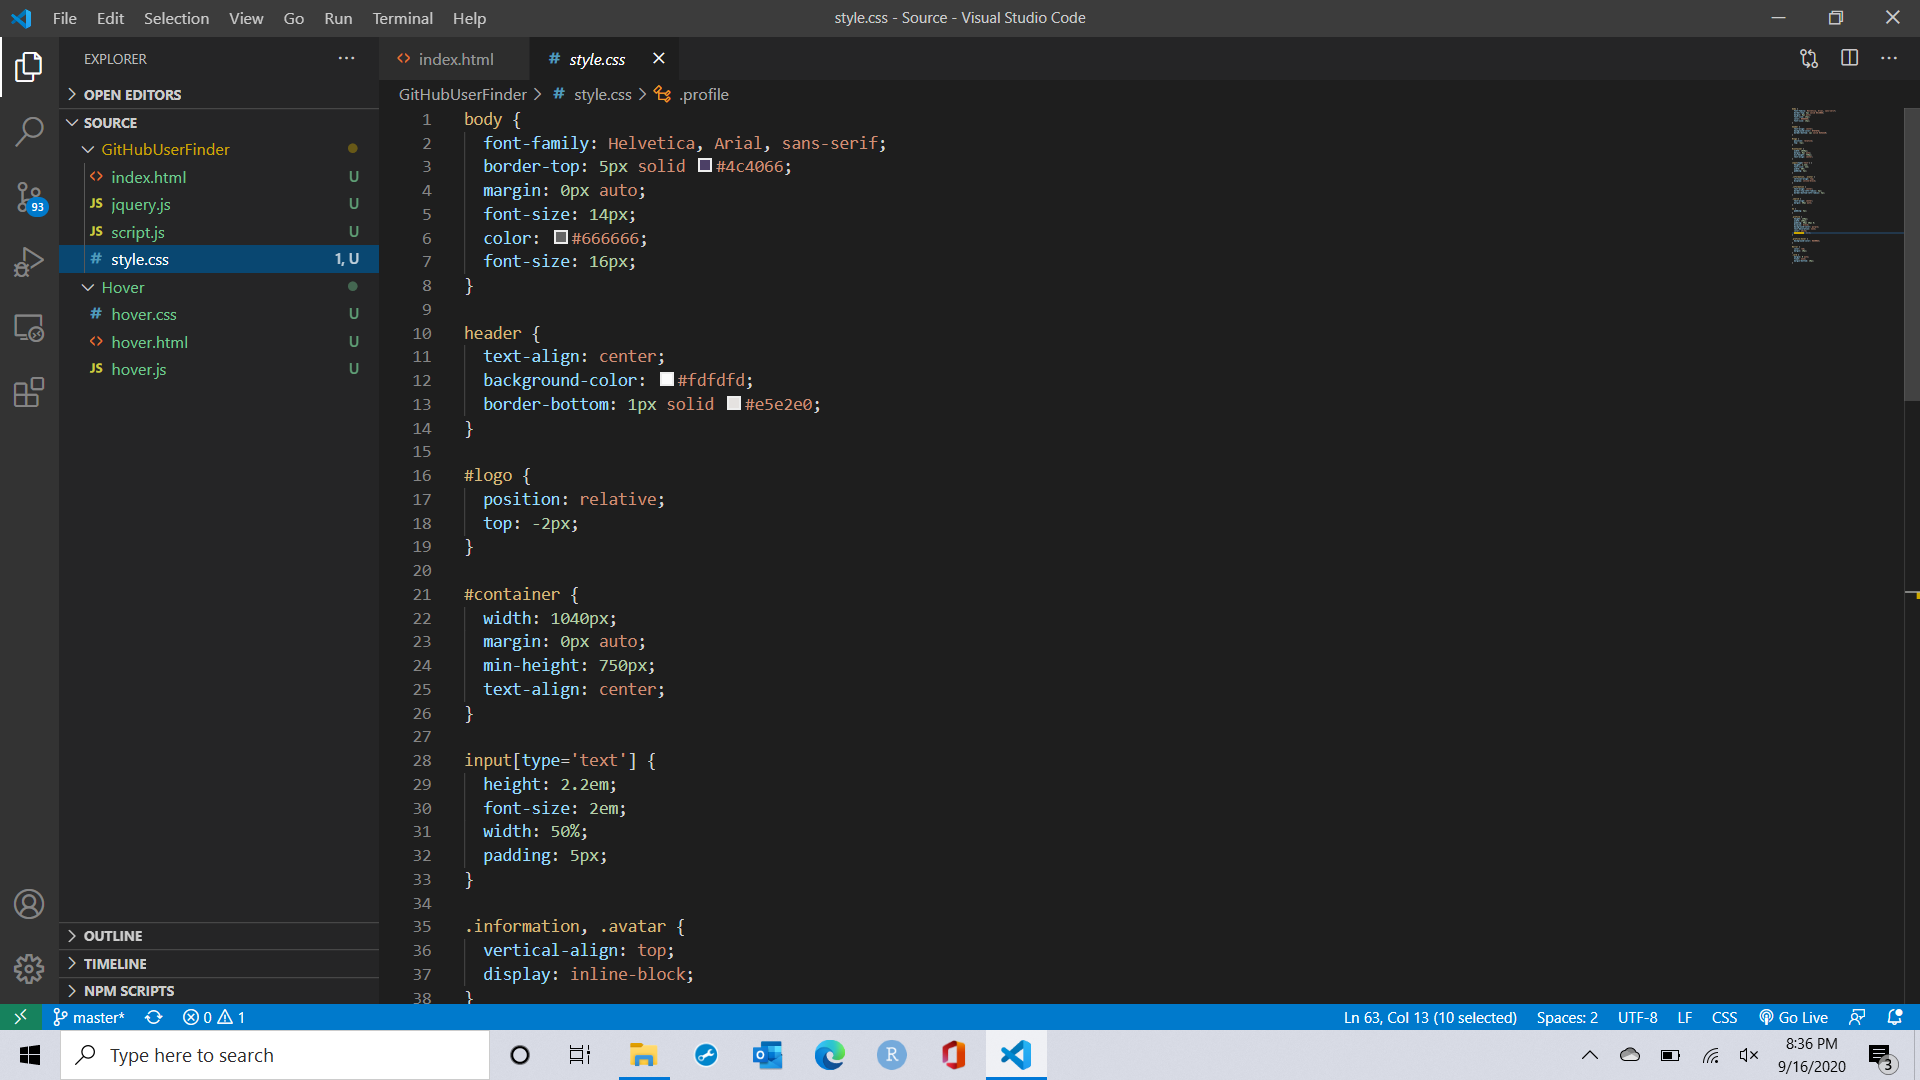 File Edit Selection View Go Run Terminal Help
style.css - Source - Visual Studio Code
EXPLORER
OPEN EDITORS
SOURCE
GitHubUserFinder
<> index.html U
JS jquery.js U
JS script.js U
# style.css 1, U
Hover
# hover.css U
<> hover.html U
JS hover.js U
OUTLINE
TIMELINE
NPM SCRIPTS
93
<> index.html
# style.css
GitHubUserFinder > # style.css > .profile
1 body {
2 font-family: Helvetica, Arial, sans-serif;
3 border-top: 5px solid #4c4066;
4 margin: 0px auto;
5 font-size: 14px;
6 color: #666666;
7 font-size: 16px;
8 }
9
10 header {
11 text-align: center;
12 background-color: #fdfdfd;
13 border-bottom: 1px solid #e5e2e0;
14 }
15
16 #logo {
17 position: relative;
18 top: -2px;
19 }
20
21 #container {
22 width: 1040px;
23 margin: 0px auto;
24 min-height: 750px;
25 text-align: center;
26 }
27
28 input[type='text'] {
29 height: 2.2em;
30 font-size: 2em;
31 width: 50%;
32 padding: 5px;
33 }
34
35 .information, .avatar {
36 vertical-align: top;
37 display: inline-block;
38 }
master* 0 1
Ln 63, Col 13 (10 selected) Spaces: 2 UTF-8 LF CSS Go Live
Type here to search
R
8:36 PM
9/16/2020
3